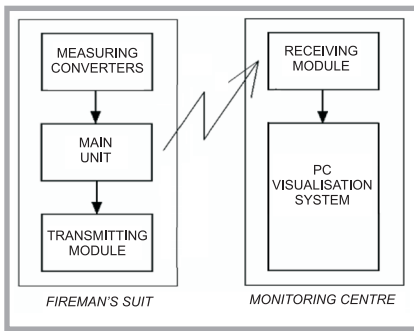 MEASURING
CONVERTERS
MAIN
UNIT
TRANSMITTING
MODULE
FIREMAN'S SUIT
RECEIVING
MODULE
PC
VISUALISATION
SYSTEM
MONITORING CENTRE